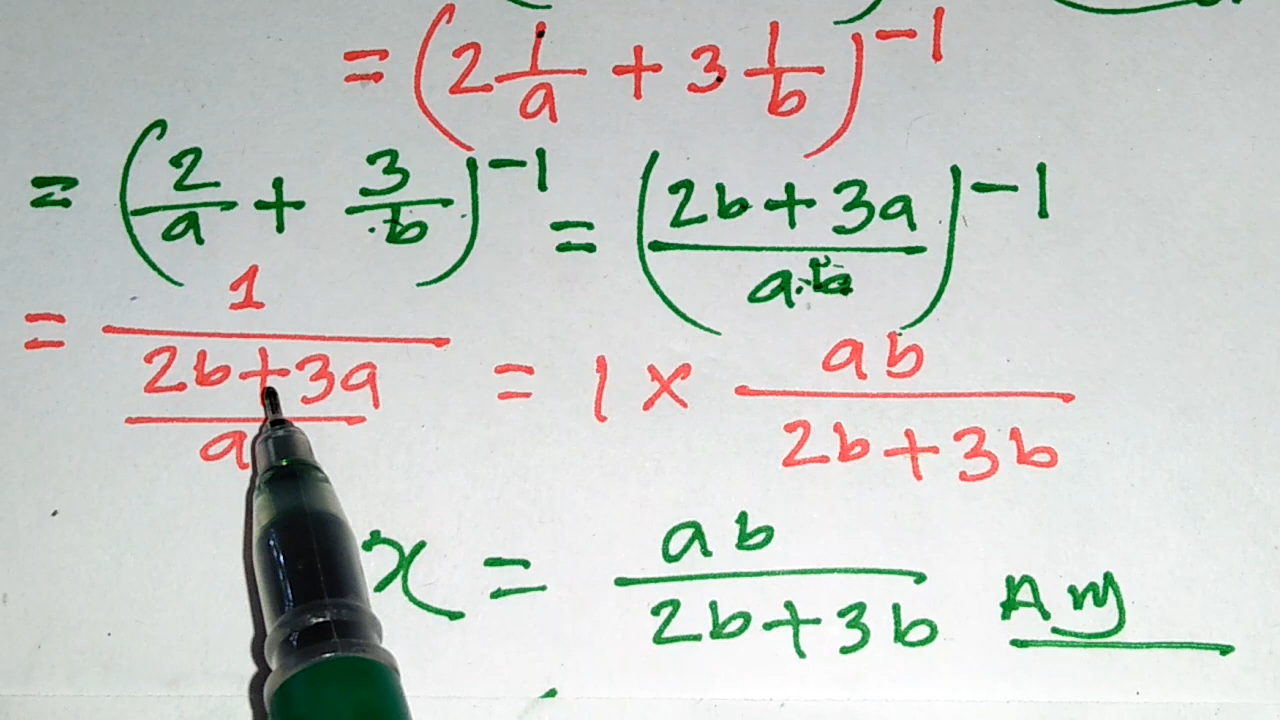 = (2 1/a + 3 1/b)^-1
= (2/a + 3/b)^-1 = ((2b+3a)/ab)^-1
= 1/((2b+3a)/a = 1 × ab/(2b+3b)
x = ab/(2b+3b) Ans